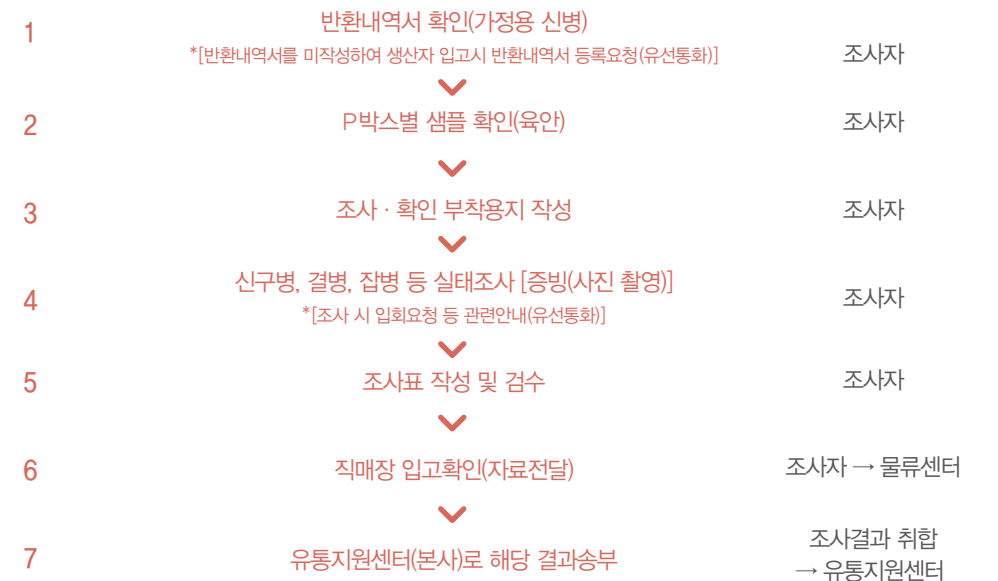 1
반환내역서 확인(가정용 신병)
*[반환내역서를 미작성하여 생산자 입고시 반환내역서 등록요청(유선통화)]
조사자
2
P박스별 샘플 확인(육안)
조사자
3
조사 · 확인 부착용지 작성
조사자
4
신구병, 결병, 잡병 등 실태조사 [증빙(사진 촬영)]
*[조사 시 입회요청 등 관련안내(유선통화)]
조사자
5
조사표 작성 및 검수
조사자
6
직매장 입고확인(자료전달)
조사자 → 물류센터
7
유통지원센터(본사)로 해당 결과송부
조사결과 취합
→ 유통지원센터